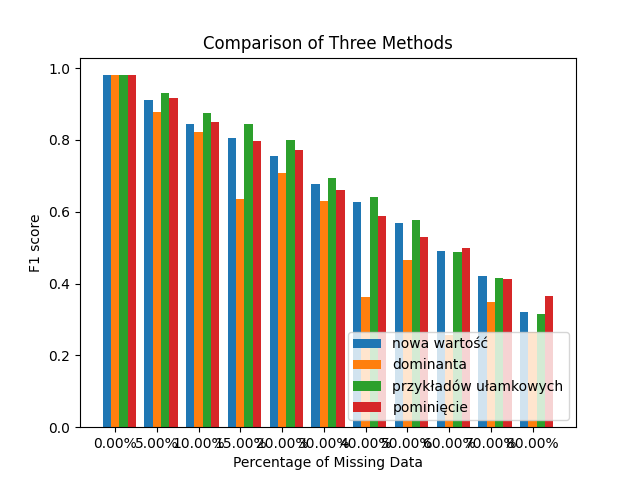 Comparison of Three Methods
1.0
0.8
0.6
0.4
0.2
0.0
F1 score
nowa wartość
dominanta
przykładów ułamkowych
pominięcie
0.00% 5.00% 10.00% 15.00% 20.00% 30.00% 40.00% 50.00% 60.00% 70.00% 80.00%
Percentage of Missing Data